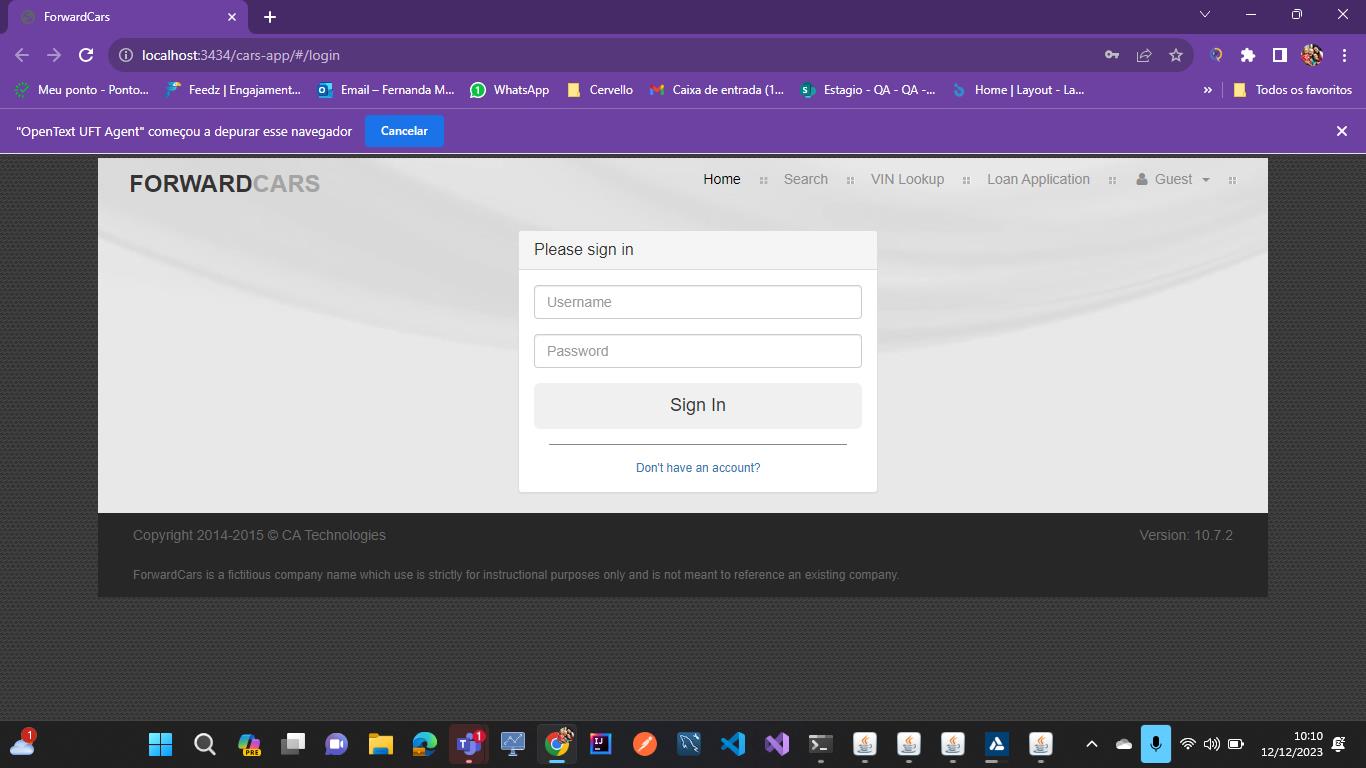 ForwardCars
localhost:3434/cars-app/#/login
Meu ponto - Ponto... Feedz | Engajament... Email – Fernanda M... WhatsApp Cervello Caixa de entrada (1... Estagio - QA - QA -... Home | Layout - La... » Todos os favoritos
"OpenText UFT Agent" começou a depurar esse navegador Cancelar
FORWARDCARS Home Search VIN Lookup Loan Application Guest
Please sign in
Username
Password
Sign In
Don't have an account?
Copyright 2014-2015 © CA Technologies Version: 10.7.2
ForwardCars is a fictitious company name which use is strictly for instructional purposes only and is not meant to reference an existing company.
1 PRE 1 10:10
12/12/2023